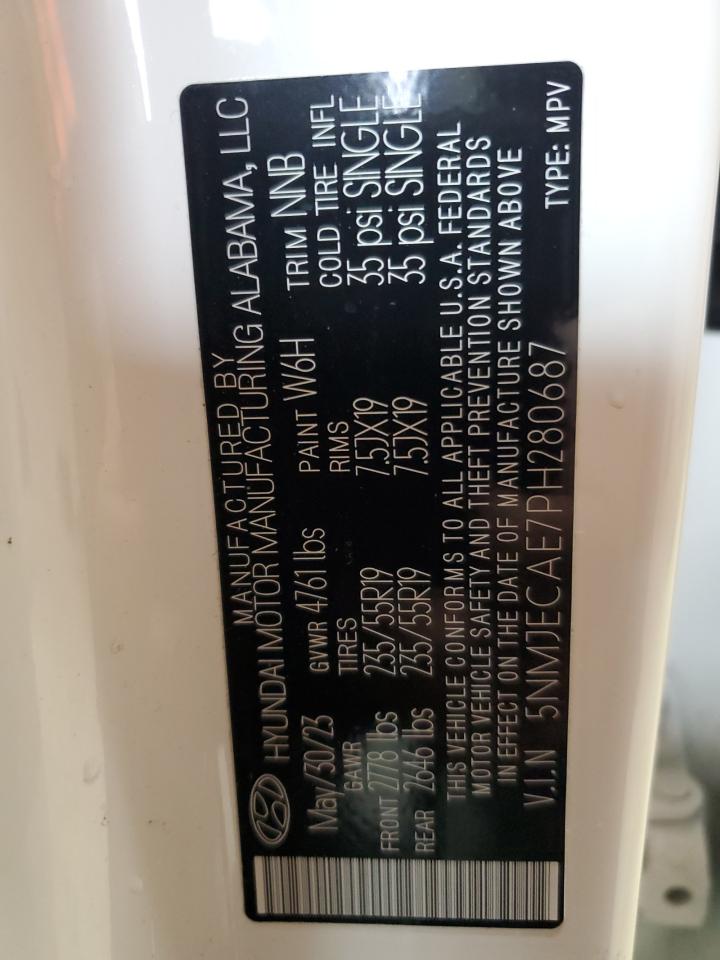 MANUFACTURED BY
HYUNDAI MOTOR MANUFACTURING ALABAMA, LLC
May/30/23 GVWR 4761 lbs PAINT W6H TRIM NNB
GAWR TIRES RIMS COLD TIRE INFL
FRONT 2778 lbs 235/55R19 7.5JX19 35 psi SINGLE
REAR 2646 lbs 235/55R19 7.5JX19 35 psi SINGLE
THIS VEHICLE CONFORMS TO ALL APPLICABLE U.S.A. FEDERAL
MOTOR VEHICLE SAFETY AND THEFT PREVENTION STANDARDS
IN EFFECT ON THE DATE OF MANUFACTURE SHOWN ABOVE
V.I.N 5NMJECAE7PH280687 TYPE: MPV